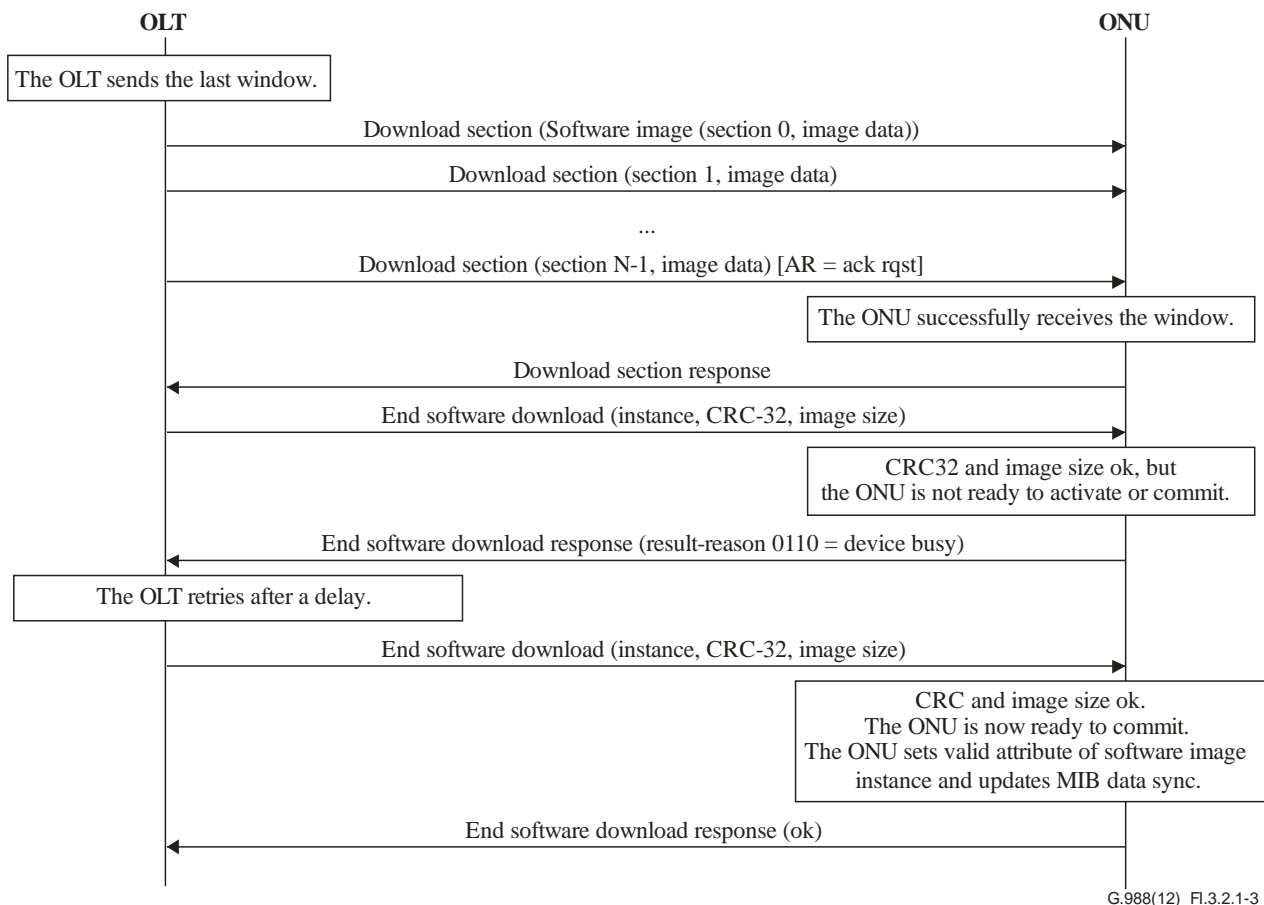 OLT
ONU
The OLT sends the last window.
Download section (Software image (section 0, image data))
Download section (section 1, image data)
...
Download section (section N-1, image data) [AR = ack rqst]
The ONU successfully receives the window.
Download section response
End software download (instance, CRC-32, image size)
CRC32 and image size ok, but
the ONU is not ready to activate or commit.
End software download response (result-reason 0110 = device busy)
The OLT retries after a delay.
End software download (instance, CRC-32, image size)
CRC and image size ok.
The ONU is now ready to commit.
The ONU sets valid attribute of software image
instance and updates MIB data sync.
End software download response (ok)
G.988(12)_FI.3.2.1-3